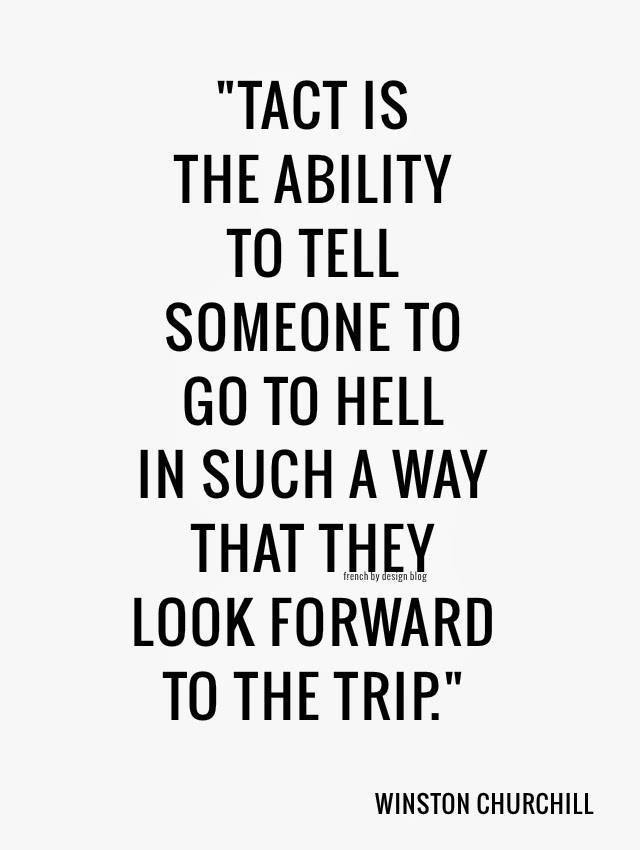 "TACT IS
THE ABILITY
TO TELL
SOMEONE TO
GO TO HELL
IN SUCH A WAY
THAT THEY
french by design blog
LOOK FORWARD
TO THE TRIP."
WINSTON CHURCHILL